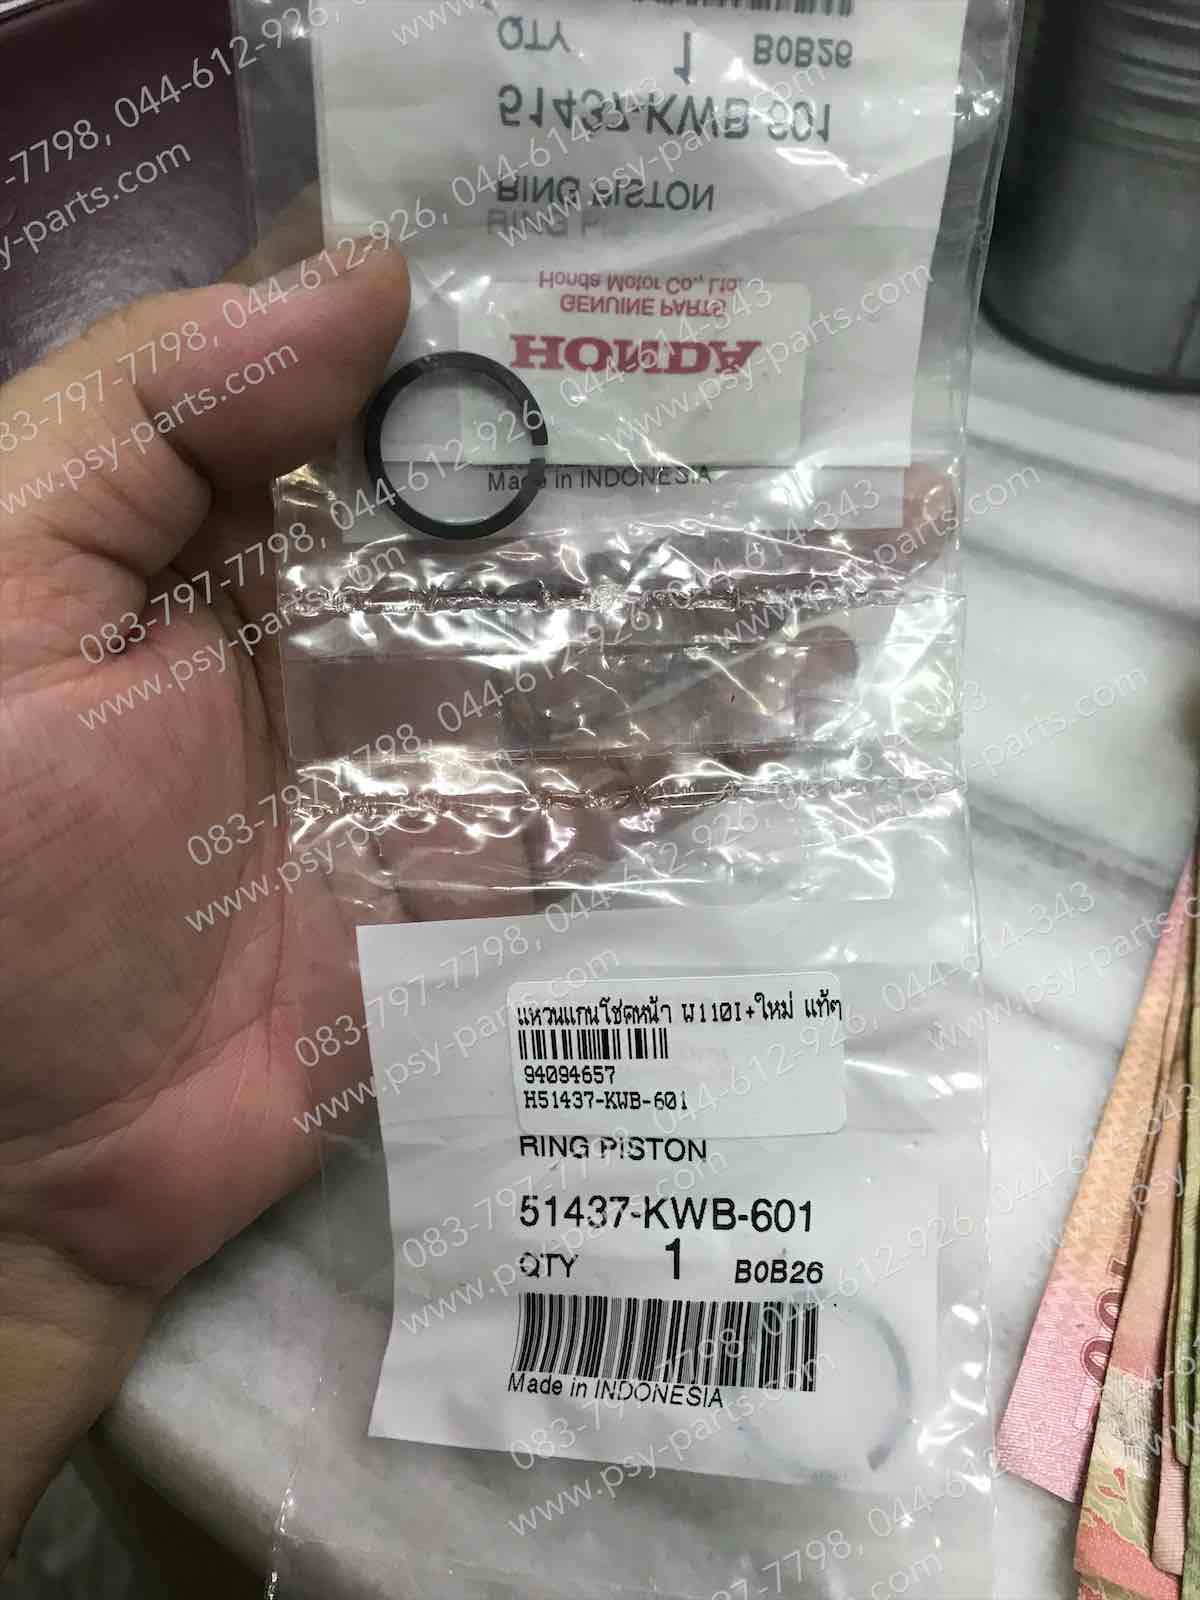 QTY 1 B0B26
51437-KWB-601
RING PISTON
Honda Motor Co., Ltd.
GENUINE PARTS
HONDA
Made in INDONESIA
แหวนแกนโช๊คหน้า W110I+ใหม่ แท้ๆ
94094657
H51437-KWB-601
RING PISTON
51437-KWB-601
QTY 1 B0B26
Made in INDONESIA
083-797-7798, 044-612-926, 044-614-343
www.psy-parts.com